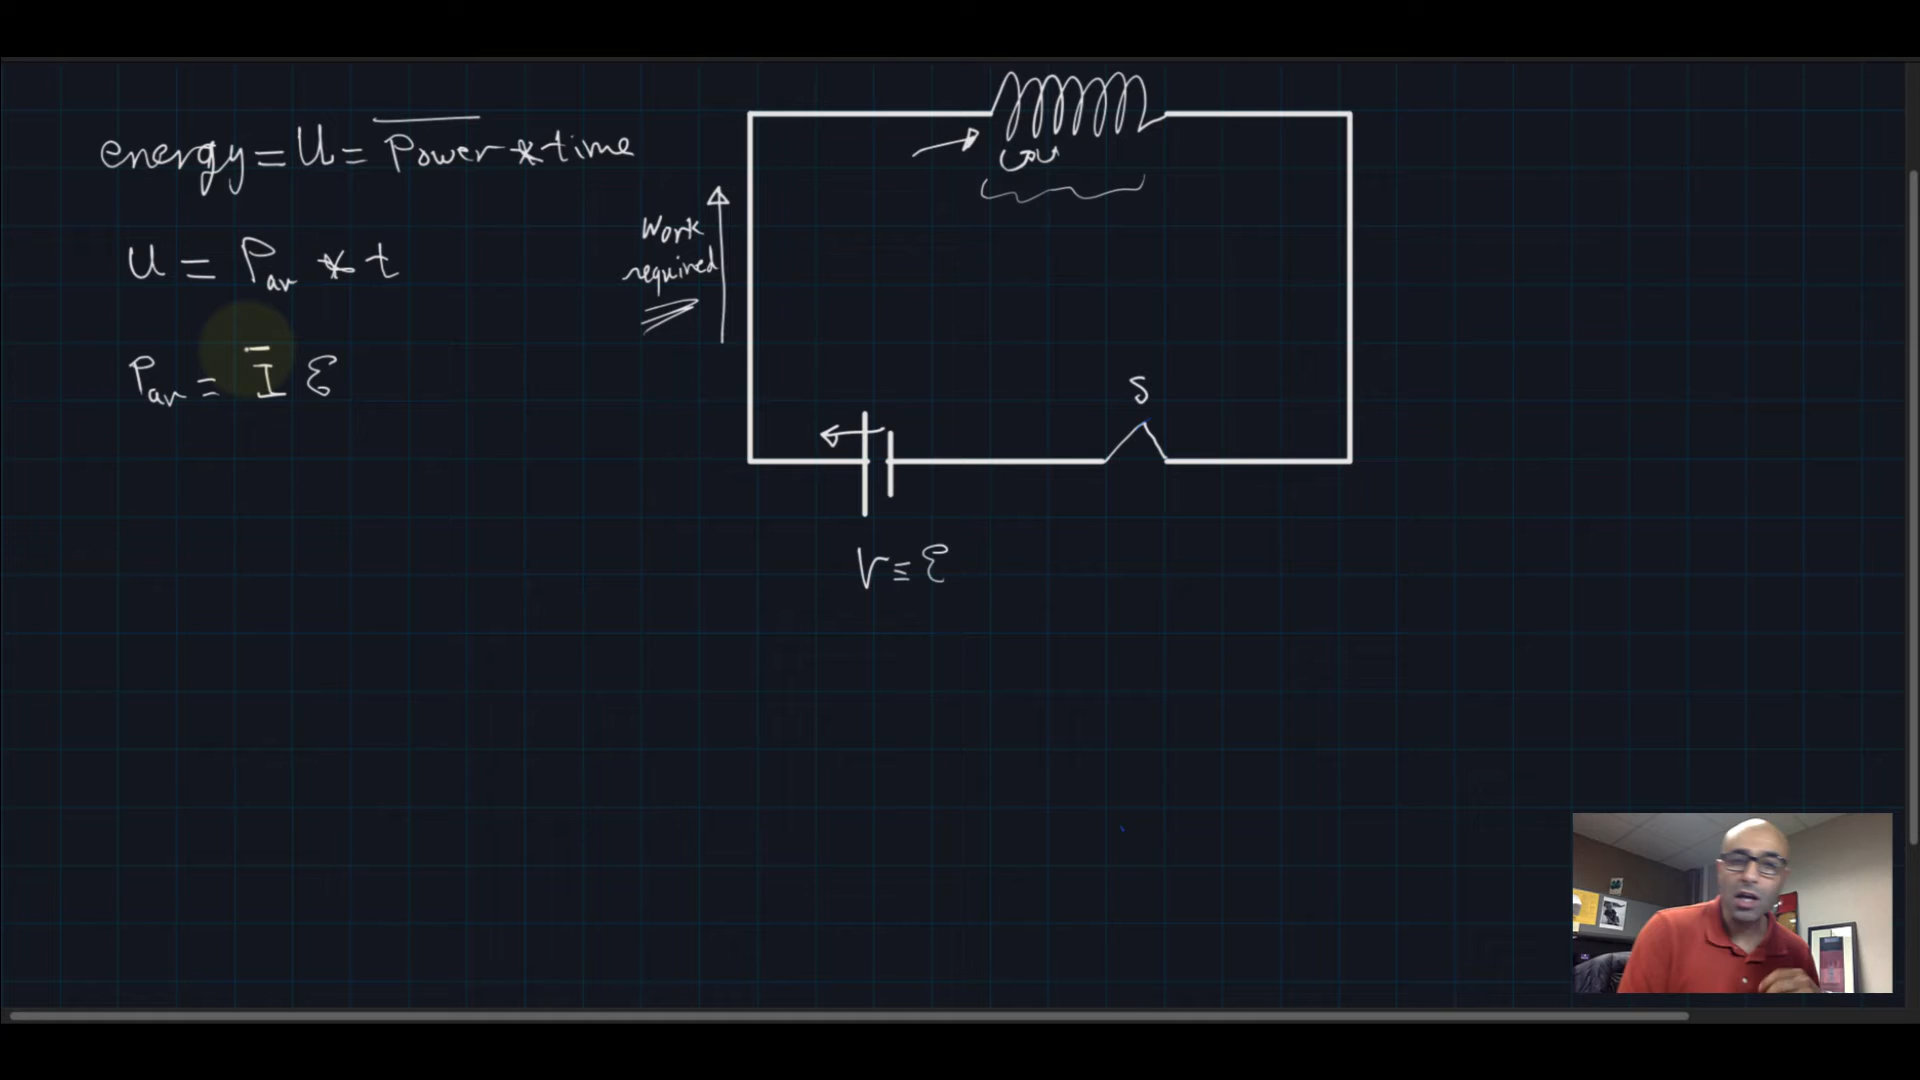 energy = U = Power * time
Work
required
U = Pav * t
S
Pav = I̅ ℰ
V ≡ ℰ